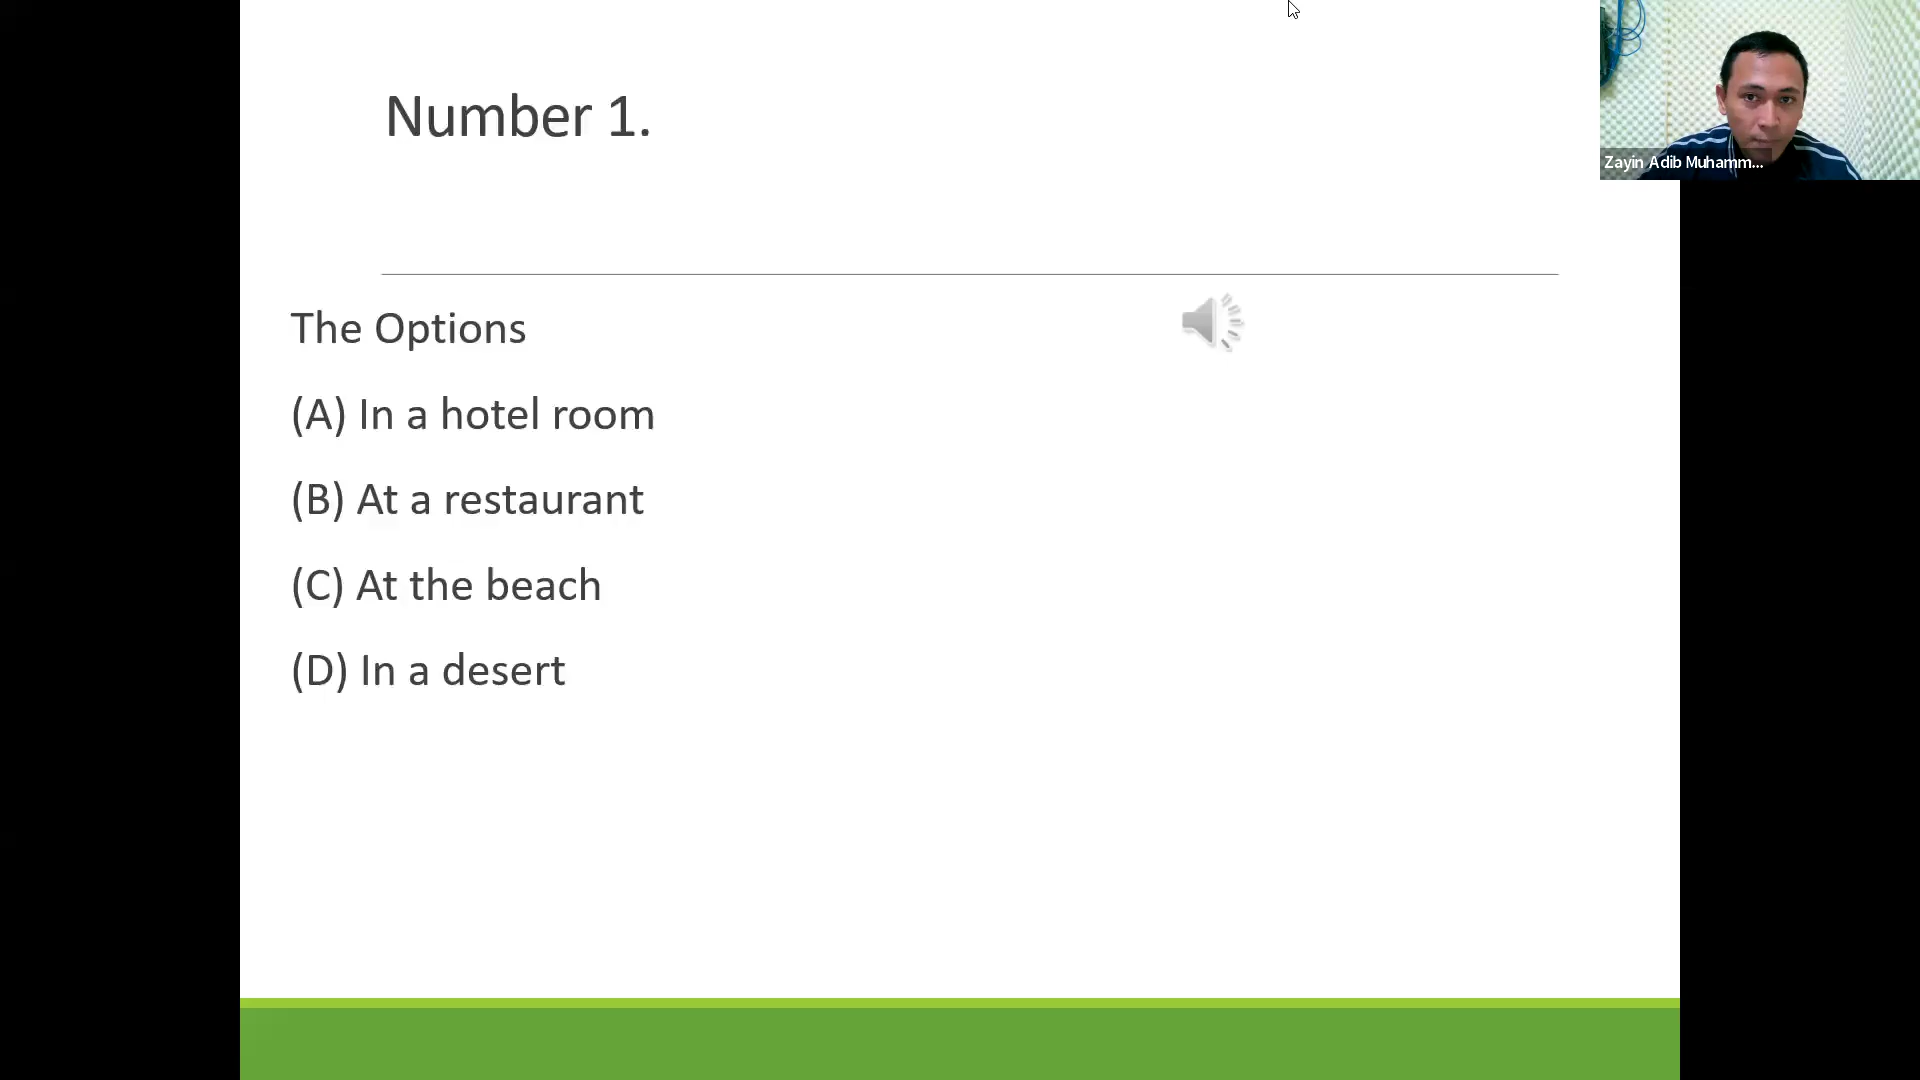 Number 1.
Zayin Adib Muhamm...
The Options
(A) In a hotel room
(B) At a restaurant
(C) At the beach
(D) In a desert